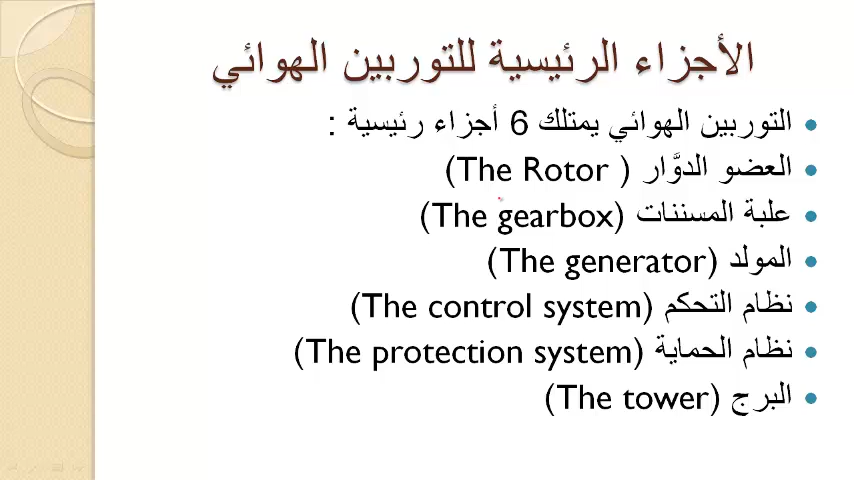 الأجزاء الرئيسية للتوربين الهوائي
التوربين الهوائي يمتلك 6 أجزاء رئيسية :
العضو الدوَّار ( The Rotor)
علبة المسننات (The gearbox)
المولد (The generator)
نظام التحكم (The control system)
نظام الحماية (The protection system)
البرج (The tower)